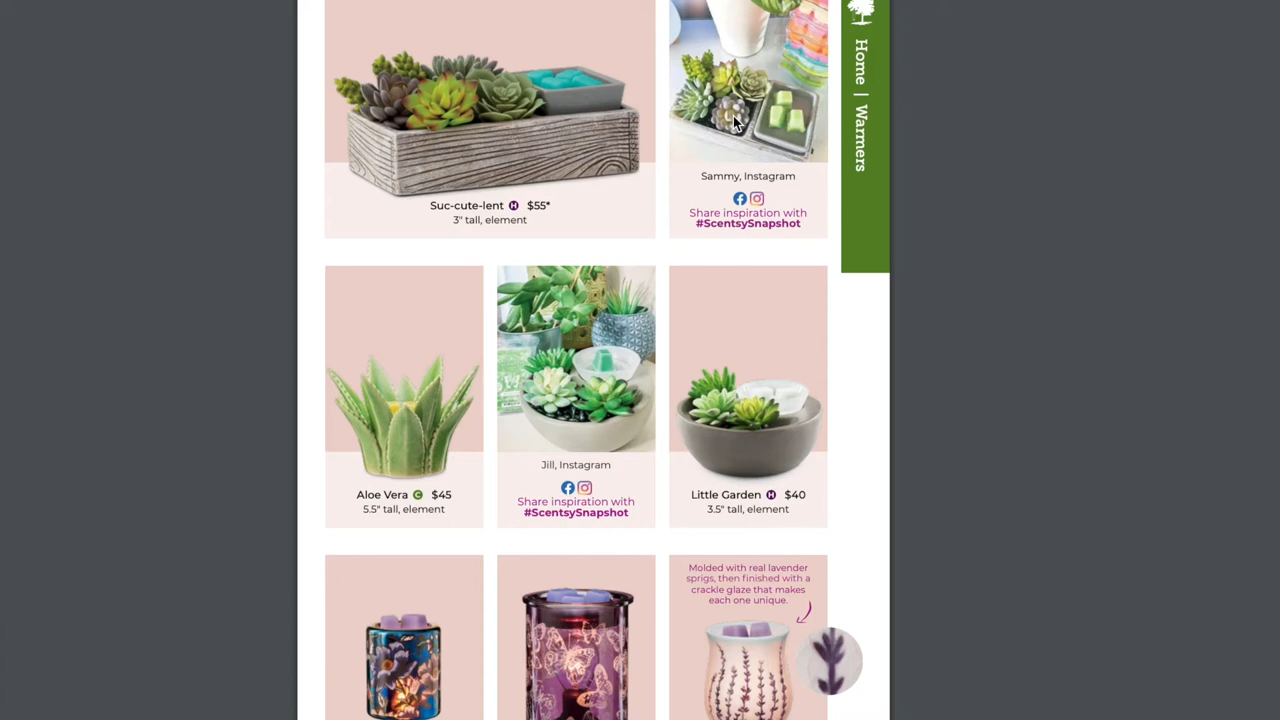 Home | Warmers
Suc-cute-lent H $55*
3" tall, element
Sammy, Instagram
Share inspiration with
#ScentsySnapshot
Aloe Vera C $45
5.5" tall, element
Jill, Instagram
Share inspiration with
#ScentsySnapshot
Little Garden H $40
3.5" tall, element
Molded with real lavender
sprigs, then finished with a
crackle glaze that makes
each one unique.